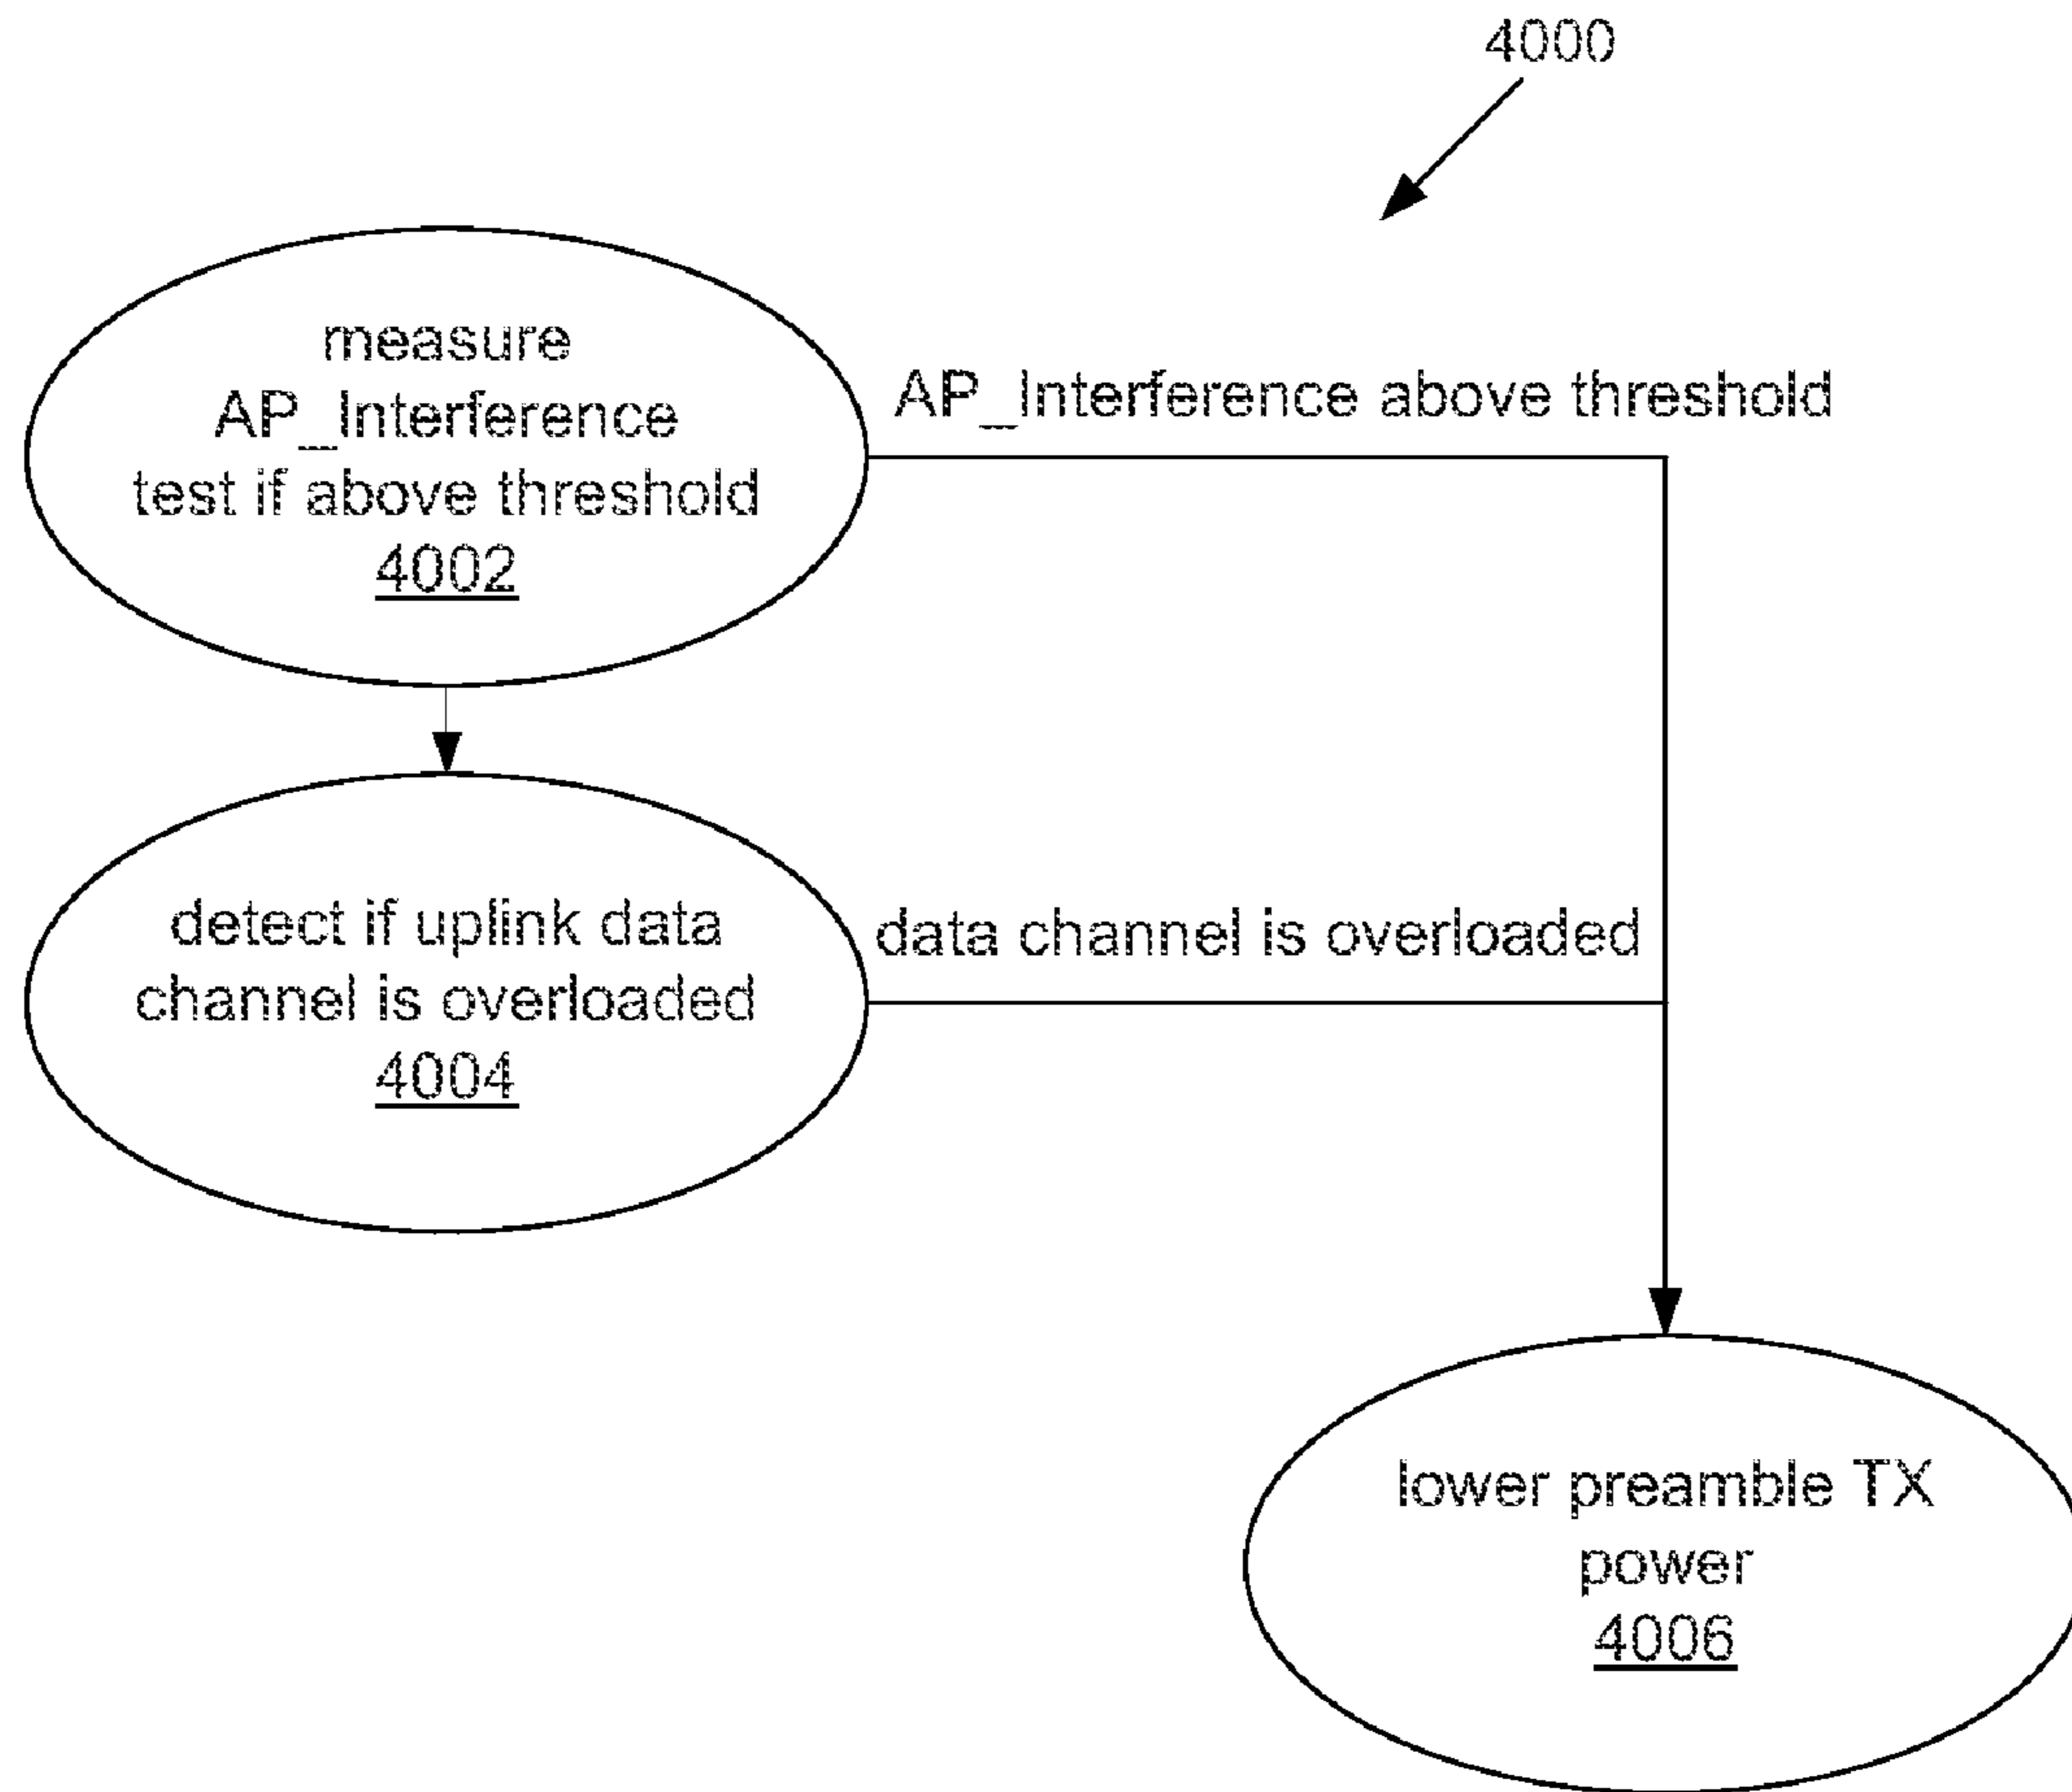 4000
measure
AP_Interference
test if above threshold
4002
AP_Interference above threshold
detect if uplink data
channel is overloaded
4004
data channel is overloaded
lower preamble TX
power
4006